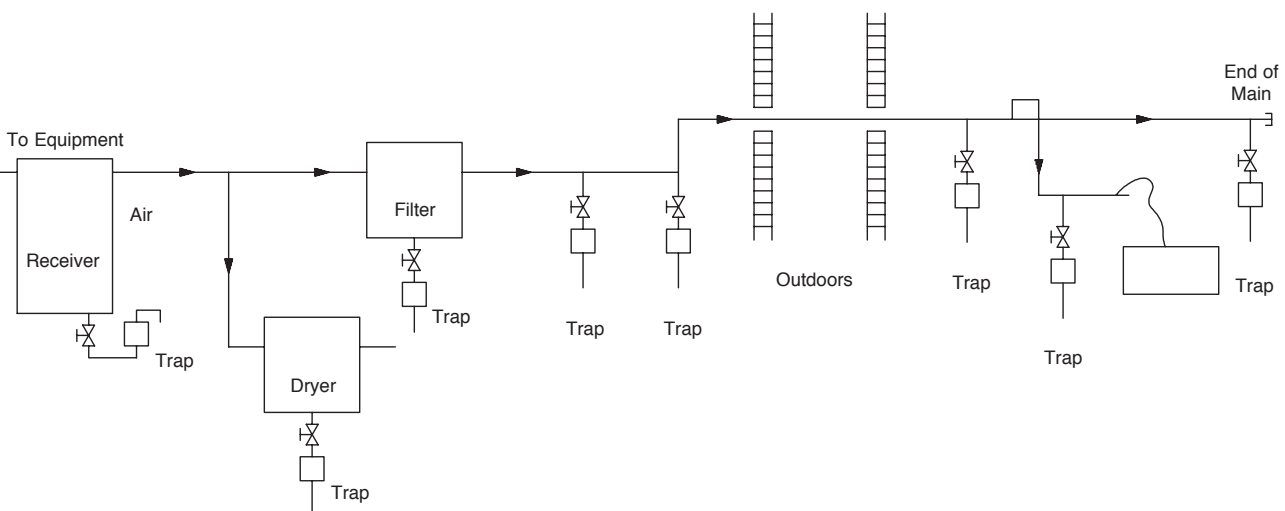 To Equipment
Air
Receiver
Trap
Dryer
Trap
Filter
Trap
Trap
Trap
Outdoors
Trap
Trap
End of
Main
Trap